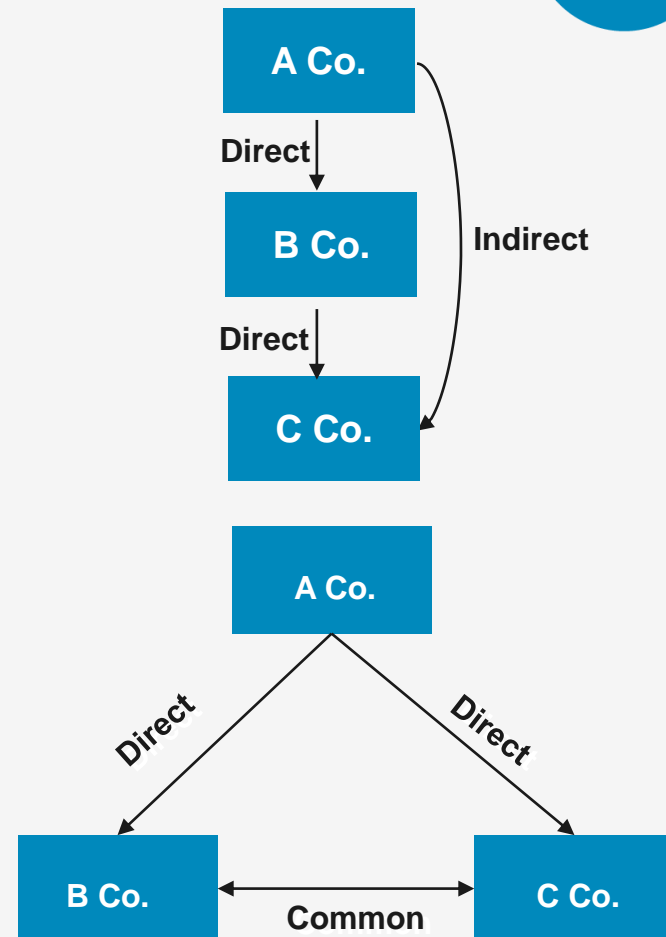 A Co.
Direct
B Co.
Indirect
Direct
C Co.
A Co.
Direct
Direct
B Co.
C Co.
Common